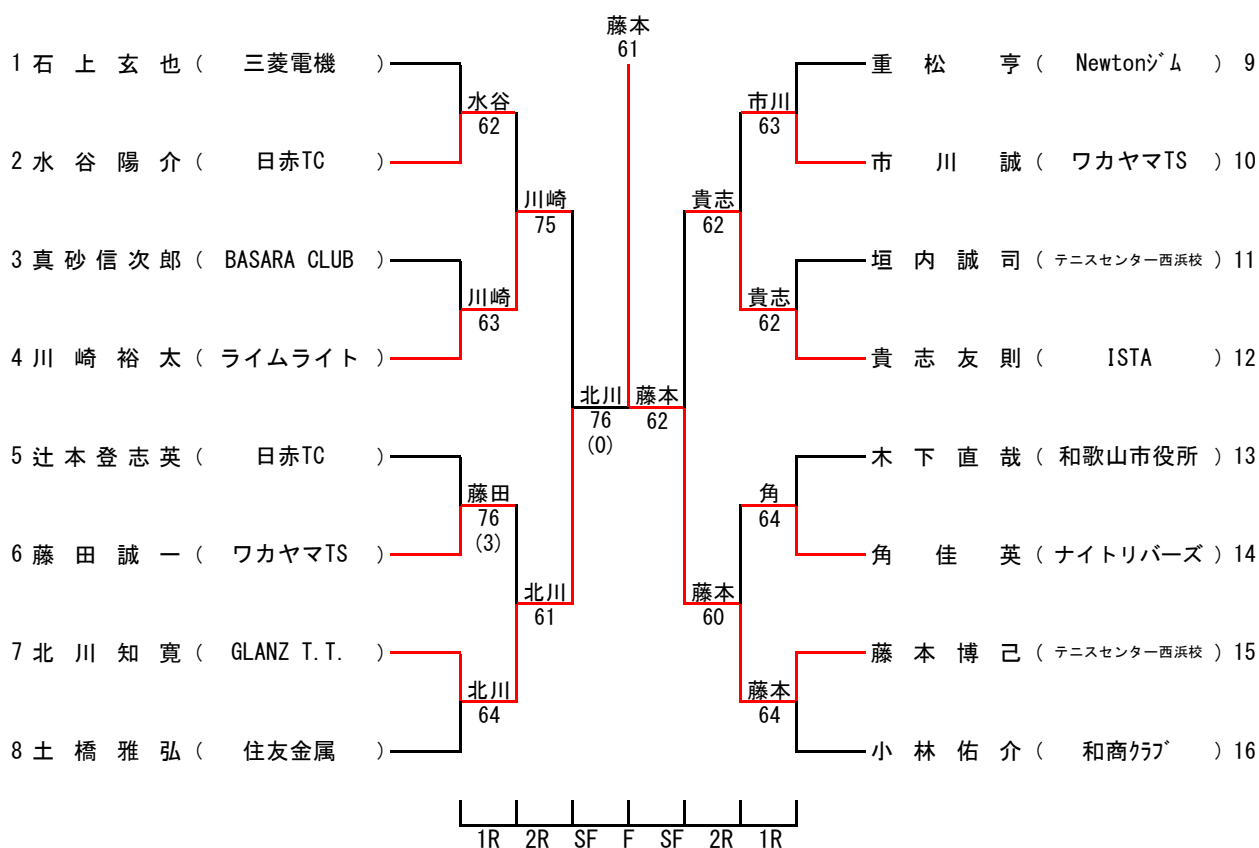 藤本
61
1 石上玄也 ( 三菱電機 )
水谷
62
2 水谷陽介 ( 日赤TC )
川崎
75
3 真砂信次郎 ( BASARA CLUB )
川崎
63
4 川崎裕太 ( ライムライト )
北川
76
(0)
5 辻本登志英 ( 日赤TC )
藤田
76
(3)
6 藤田誠一 ( ワカヤマTS )
北川
61
7 北川知寛 ( GLANZ T.T. )
北川
64
8 土橋雅弘 ( 住友金属 )
重松亨 ( Newtonジム ) 9
市川
63
市川誠 ( ワカヤマTS ) 10
貴志
62
垣内誠司 ( テニスセンター西浜校 ) 11
貴志
62
貴志友則 ( ISTA ) 12
藤本
62
木下直哉 ( 和歌山市役所 ) 13
角
64
角佳英 ( ナイトリバーズ ) 14
藤本
60
藤本博己 ( テニスセンター西浜校 ) 15
藤本
64
小林佑介 ( 和商クラブ ) 16
1R 2R SF F SF 2R 1R